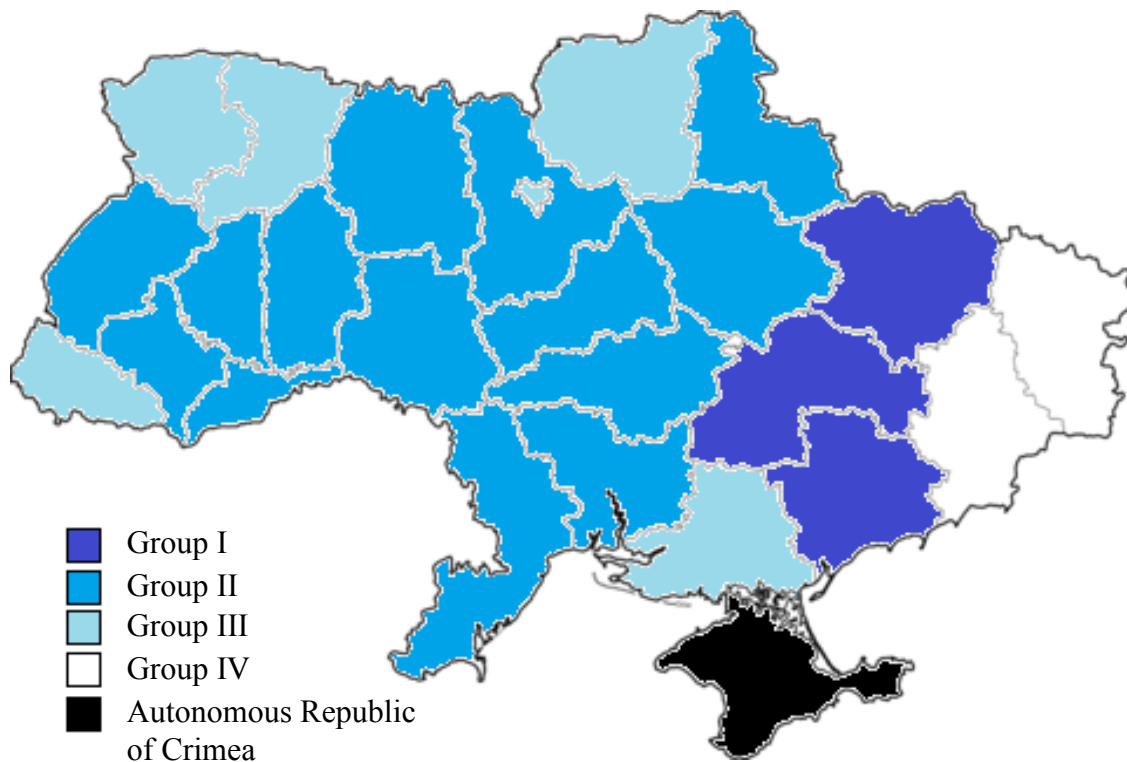 Group I
Group II
Group III
Group IV
Autonomous Republic
of Crimea